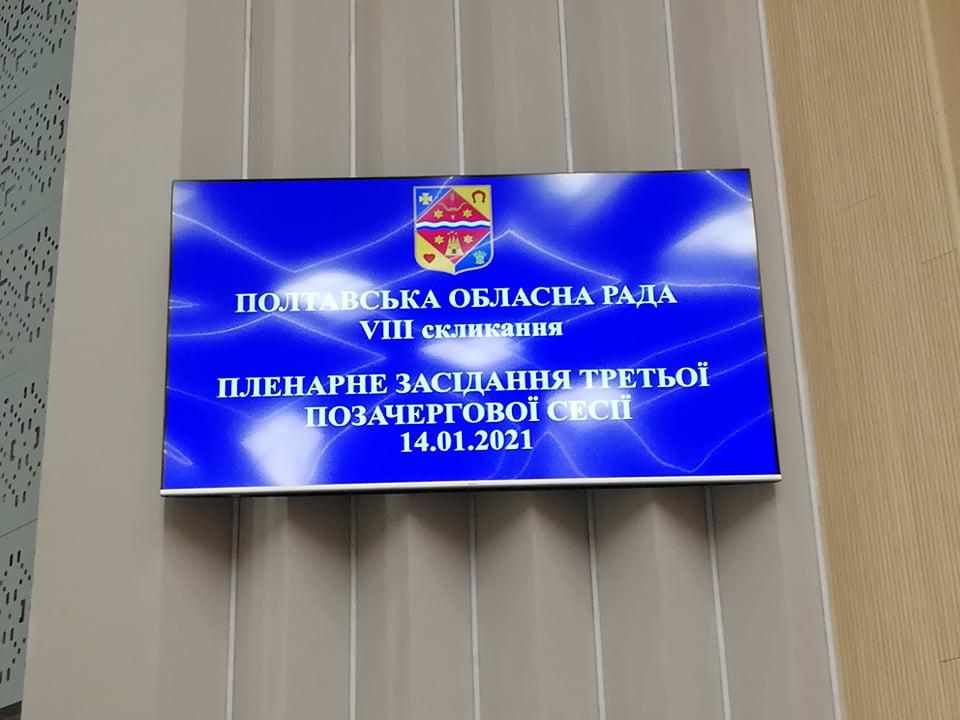 ПОЛТАВСЬКА ОБЛАСНА РАДА
VIII скликання
ПЛЕНАРНЕ ЗАСІДАННЯ ТРЕТЬОЇ
ПОЗАЧЕРГОВОЇ СЕСІЇ
14.01.2021